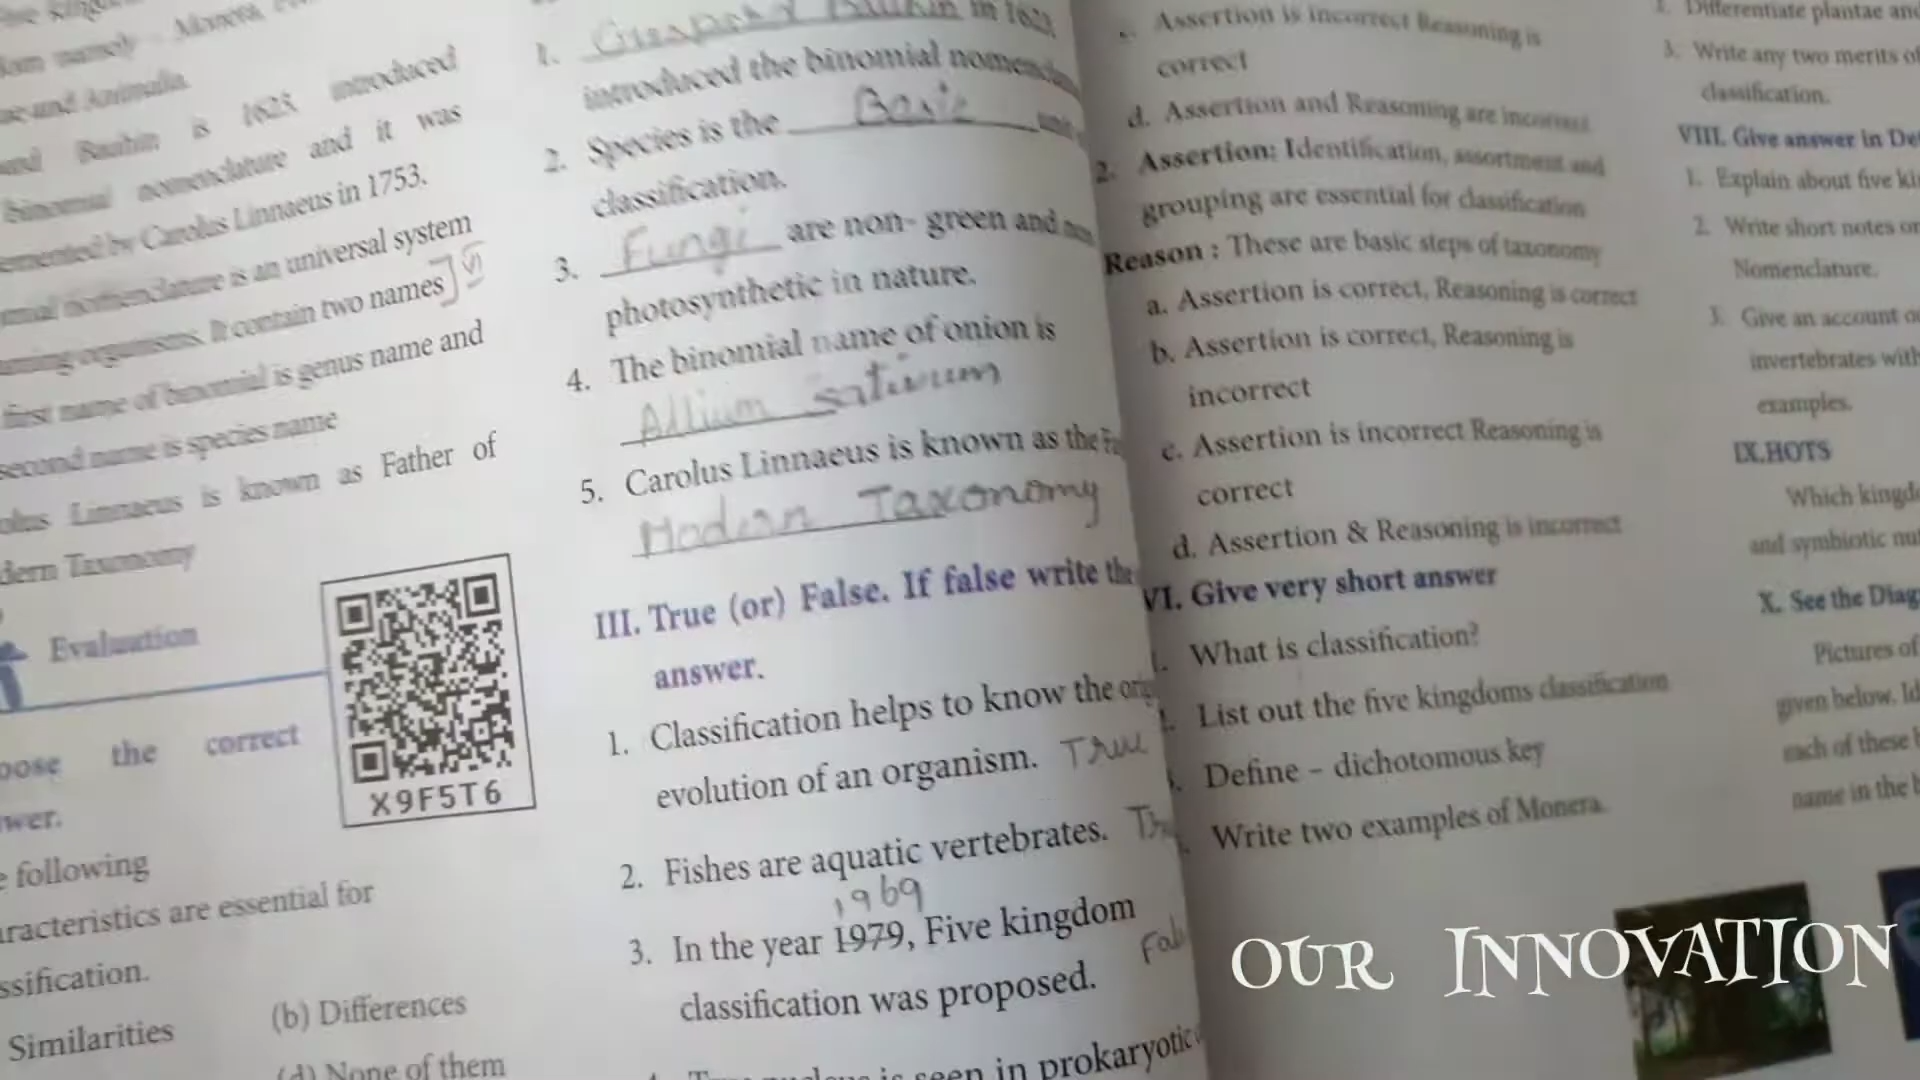 and Bauhin is 1623, introduced
binomial nomenclature and it was
by Carolus Linnaeus in 1753.
nomenclature is an universal system
organisms. It contain two names
first name of binomial is genus name and
second name is species name
Linnaeus is known as Father of
Taxonomy
Evaluation
the correct
X9F5T6
following
are essential for
Similarities
(b) Differences
(d) None of them
1. Bauhin in 1623,
introduced the binomial
2. Species is the Basic unit
classification.
3. Fungi are non- green and
photosynthetic in nature.
4. The binomial name of onion is
Allium sativum
5. Carolus Linnaeus is known as the
Modern Taxonomy
III. True (or) False. If false write the
answer.
1. Classification helps to know the
evolution of an organism. True
2. Fishes are aquatic vertebrates.
1969
3. In the year 1979, Five kingdom
classification was proposed.
is seen in prokaryotic
c. Assertion is incorrect Reasoning is
correct
d. Assertion and Reasoning are incorrect
2. Assertion: Identification, assortment and
grouping are essential for classification
Reason : These are basic steps of taxonomy
a. Assertion is correct, Reasoning is correct
b. Assertion is correct, Reasoning is
incorrect
c. Assertion is incorrect Reasoning is
correct
d. Assertion & Reasoning is incorrect
VI. Give very short answer
What is classification?
List out the five kingdoms classification
Define – dichotomous key
Write two examples of Monera.
Differentiate plantae and
3. Write any two merits of
classification.
VIII. Give answer in
1. Explain about five
2. Write short notes on
Nomenclature.
3. Give an account
invertebrates with
examples.
IX.HOTS
Which
and symbiotic
X. See the
Pictures of
given below.
each of these
name in the
OUR INNOVATION